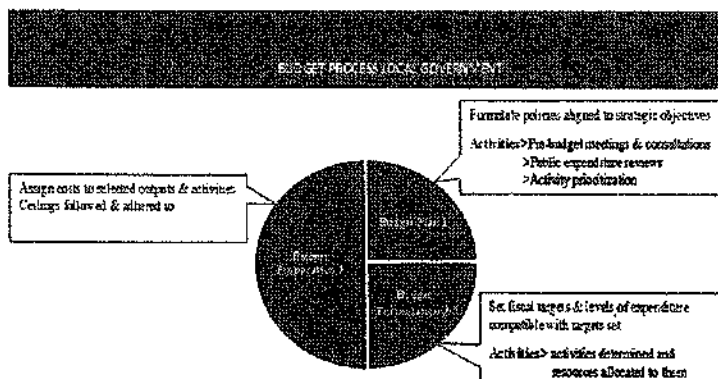 BUDGET PROCESS LOCAL GOVERNMENT
Formulate policies aligned to strategic objectives
Activities>Pre-budget meetings & consultations
>Public expenditure reviews
>Activity prioritization
Assign costs to selected outputs & activities
Ceilings followed & adhered to
Budget
Budget
Set fiscal targets & levels of expenditure
compatible with targets set
Activities> activities determined and
resources allocated to them